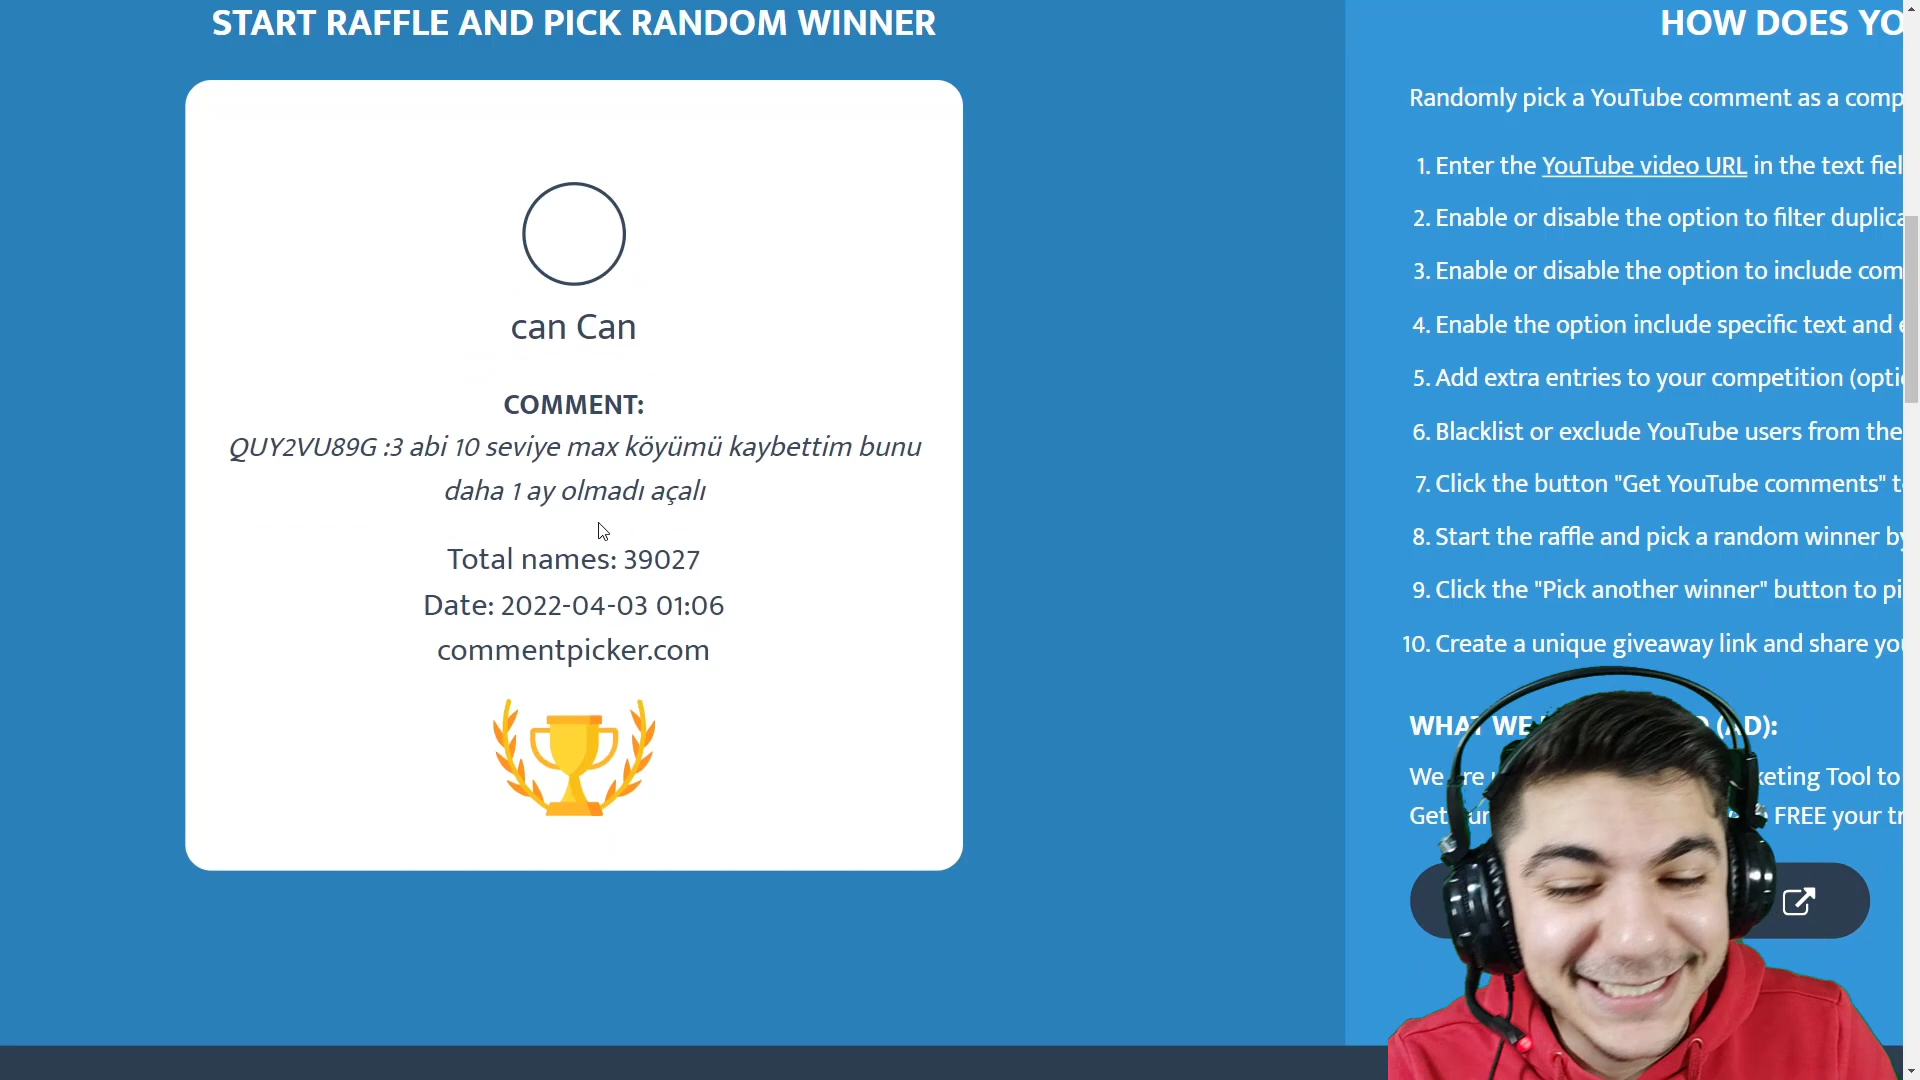 START RAFFLE AND PICK RANDOM WINNER
can Can
COMMENT:
QUY2VU89G :3 abi 10 seviye max köyümü kaybettim bunu
daha 1 ay olmadı açalı
Total names: 39027
Date: 2022-04-03 01:06
commentpicker.com
HOW DOES YO
Randomly pick a YouTube comment as a comp
1. Enter the YouTube video URL in the text fiel
2. Enable or disable the option to filter duplica
3. Enable or disable the option to include com
4. Enable the option include specific text and e
5. Add extra entries to your competition (opti
6. Blacklist or exclude YouTube users from the
7. Click the button "Get YouTube comments" t
8. Start the raffle and pick a random winner by
9. Click the "Pick another winner" button to pi
10. Create a unique giveaway link and share you
WHAT WE (AD):
We are keting Tool to
Get FREE your tr